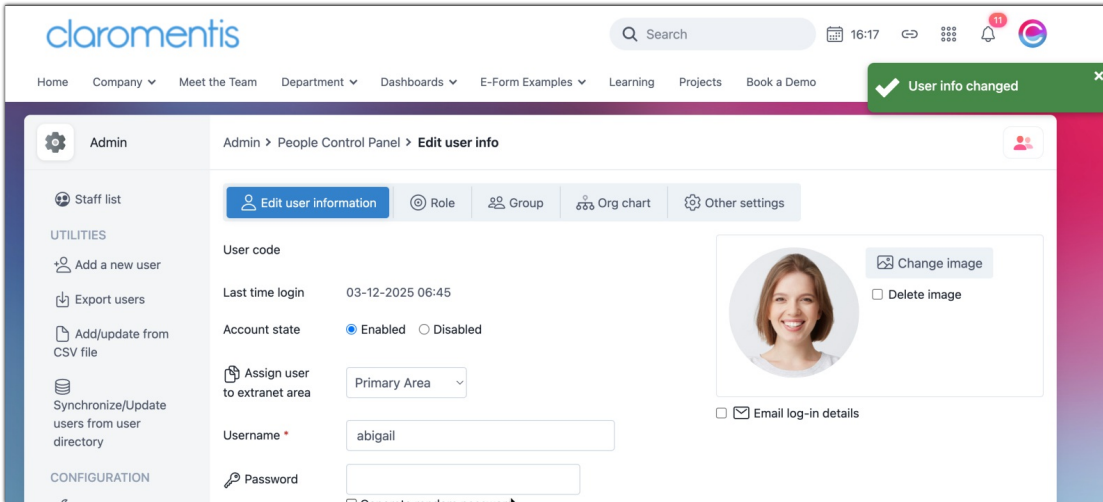 claromentis
Search
16:17
11
Home
Company
Meet the Team
Department
Dashboards
E-Form Examples
Learning
Projects
Book a Demo
User info changed
Admin
Admin > People Control Panel > Edit user info
Staff list
UTILITIES
Add a new user
Export users
Add/update from
CSV file
Synchronize/Update
users from user
directory
CONFIGURATION
Edit user information
Role
Group
Org chart
Other settings
User code
Last time login 03-12-2025 06:45
Account state Enabled Disabled
Assign user
to extranet area
Primary Area
Username * abigail
Password
Change image
Delete image
Email log-in details